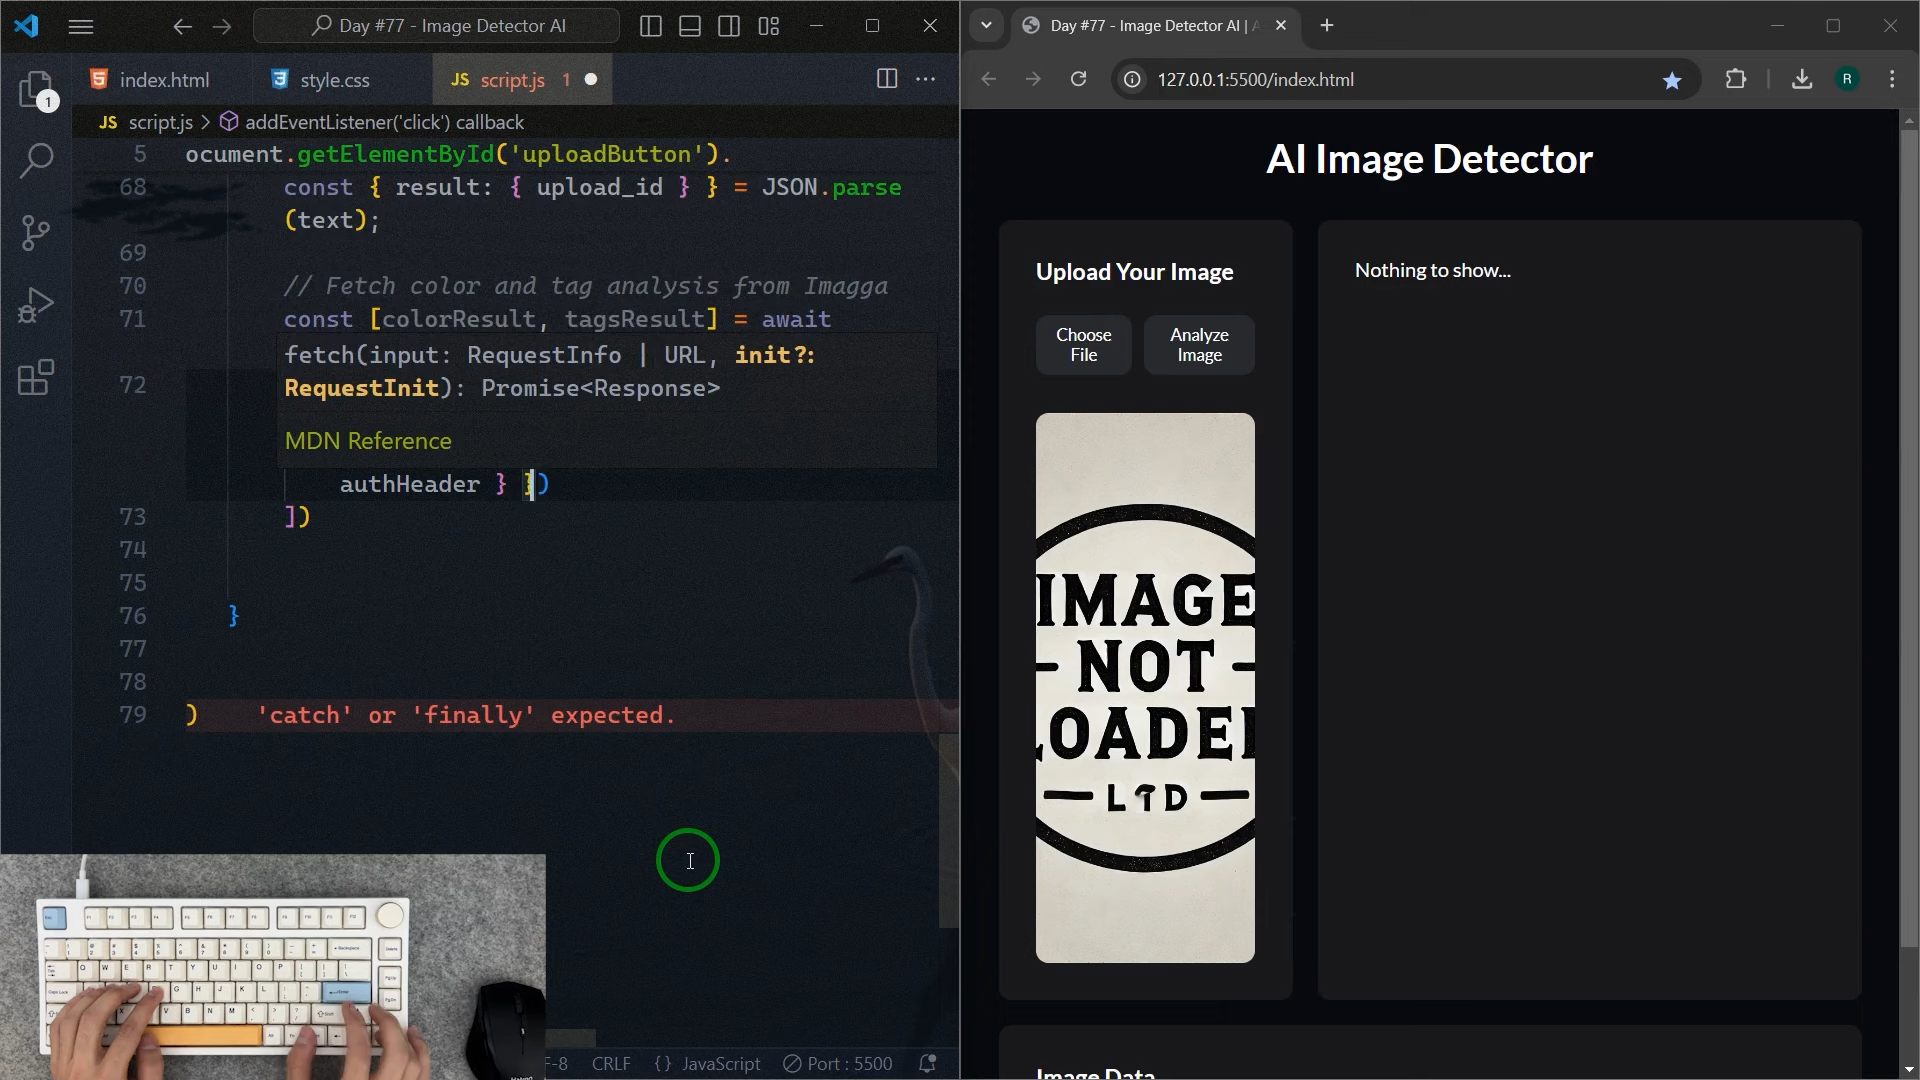 Day #77 - Image Detector AI
index.html
style.css
JS script.js 1
JS script.js > addEventListener('click') callback
5 ocument.getElementById('uploadButton').
68 const { result: { upload_id } } = JSON.parse
(text);
69
70 // Fetch color and tag analysis from Imagga
71 const [colorResult, tagsResult] = await
fetch(input: RequestInfo | URL, init?:
RequestInit): Promise<Response>
72
MDN Reference
authHeader } })
73 ])
74
75
76 }
77
78
79 ) 'catch' or 'finally' expected.
CRLF {} JavaScript Port : 5500
1
Day #77 - Image Detector AI |
127.0.0.1:5500/index.html
R
AI Image Detector
Upload Your Image
Choose
File
Analyze
Image
IMAGE
NOT
LOADED
LTD
Nothing to show...
Image Data